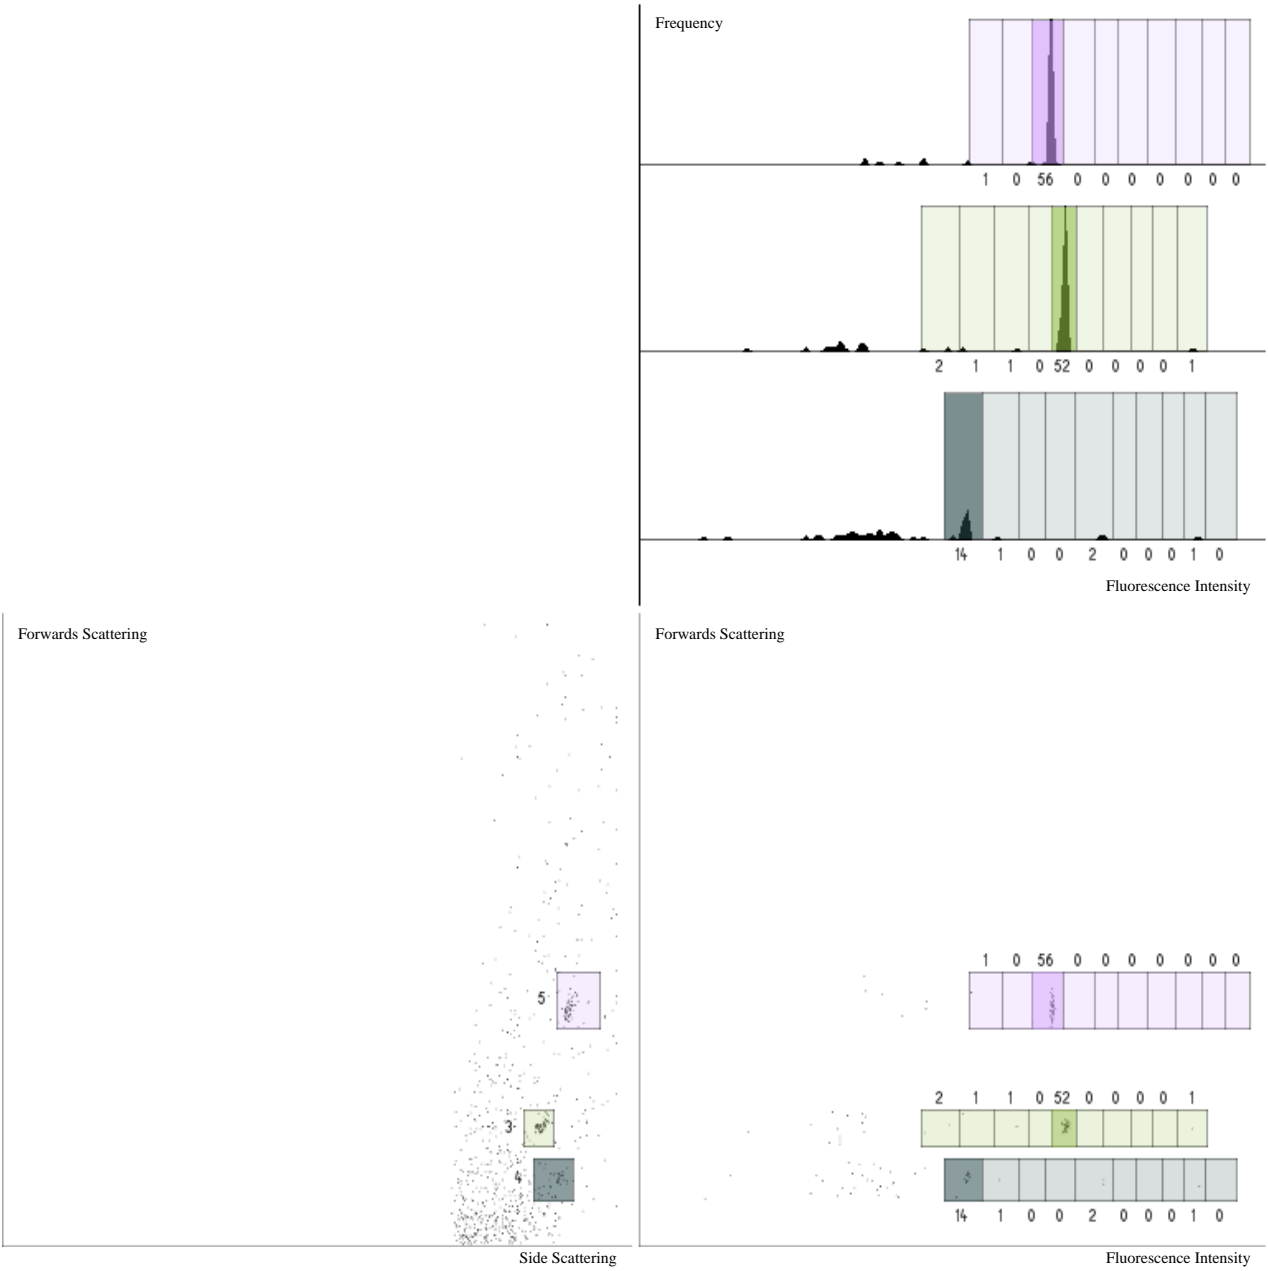 Frequency
1 0 56 0 0 0 0 0 0 0
2 1 1 0 52 0 0 0 0 1
14 1 0 0 2 0 0 0 1 0
Fluorescence Intensity
Forwards Scattering
5
3
4
Side Scattering
Forwards Scattering
1 0 56 0 0 0 0 0 0 0
2 1 1 0 52 0 0 0 0 1
14 1 0 0 2 0 0 0 1 0
Fluorescence Intensity